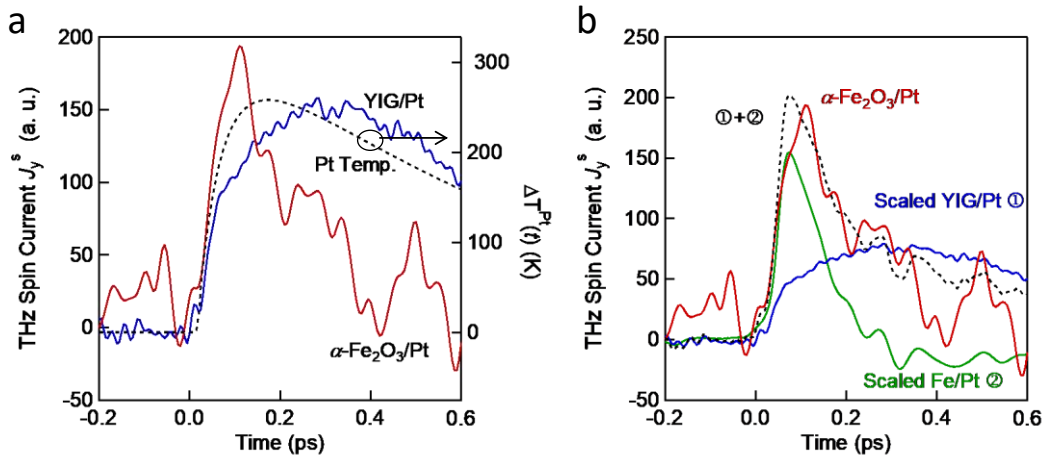 a
200
150
100
50
0
−50
THz Spin Current Jyˢ (a. u.)
300
200
100
0
ΔTᴾᵗ(t) (K)
YIG/Pt
Pt Temp.
α-Fe₂O₃/Pt
−0.2
0.0
0.2
0.4
0.6
Time (ps)
b
250
200
150
100
50
0
−50
THz Spin Current Jyˢ (a. u.)
①+②
α-Fe₂O₃/Pt
Scaled YIG/Pt ①
Scaled Fe/Pt ②
−0.2
0.0
0.2
0.4
0.6
Time (ps)